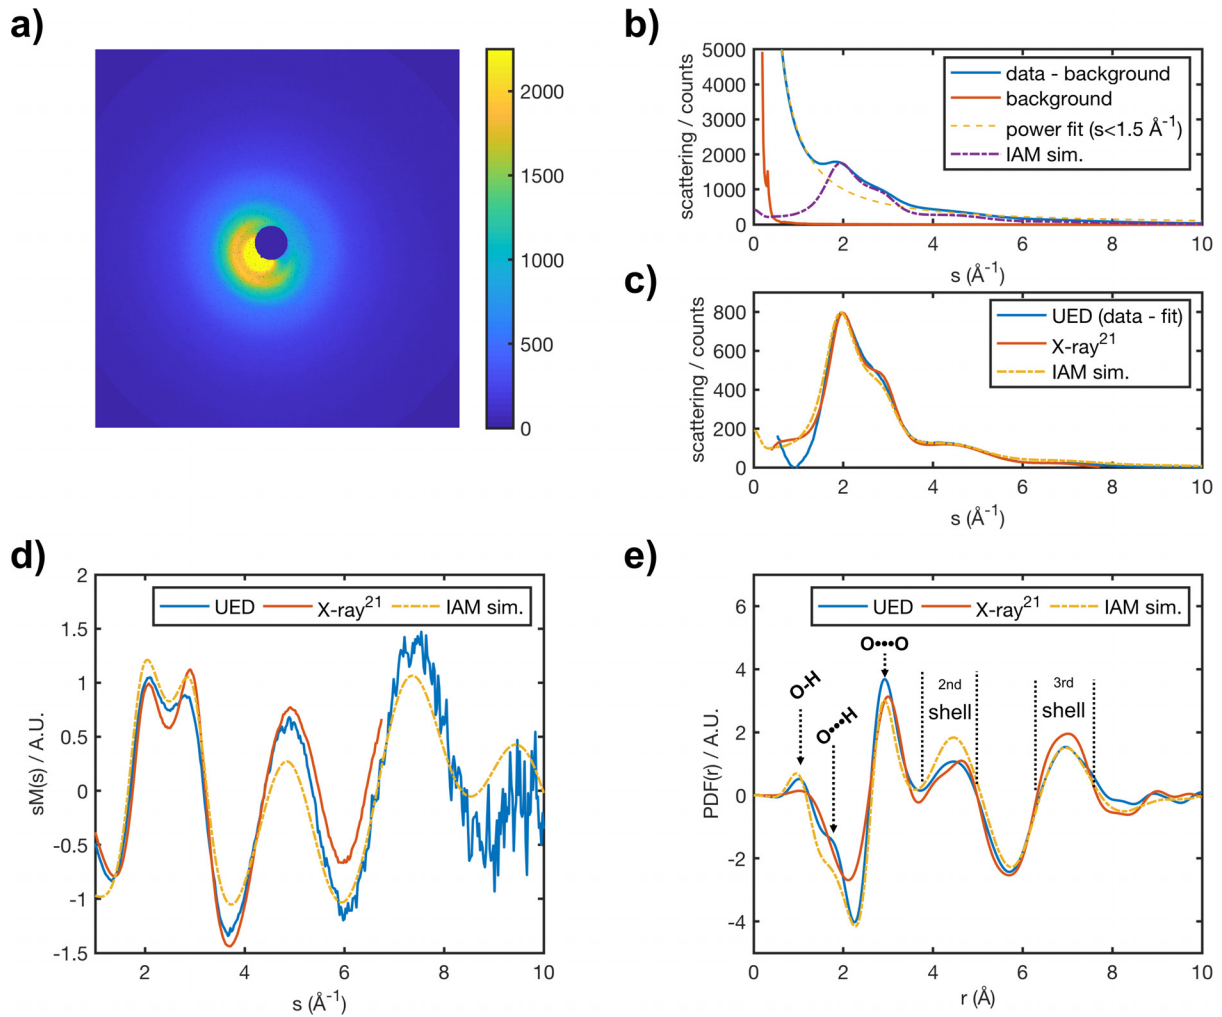 a)
2000
1500
1000
500
0
b)
5000
4000
3000
2000
1000
0
scattering / counts
data - background
background
power fit (s<1.5 Å⁻¹)
IAM sim.
0 2 4 6 8 10
s (Å⁻¹)
c)
800
600
400
200
0
scattering / counts
UED (data - fit)
X-ray²¹
IAM sim.
0 2 4 6 8 10
s (Å⁻¹)
d)
2
1.5
1
0.5
0
-0.5
-1
-1.5
sM(s) / A.U.
UED X-ray²¹ IAM sim.
2 4 6 8 10
s (Å⁻¹)
e)
6
4
2
0
-2
-4
PDF(r) / A.U.
UED X-ray²¹ IAM sim.
O-H
O•••H
O•••O
2nd
shell
3rd
shell
0 2 4 6 8 10
r (Å)